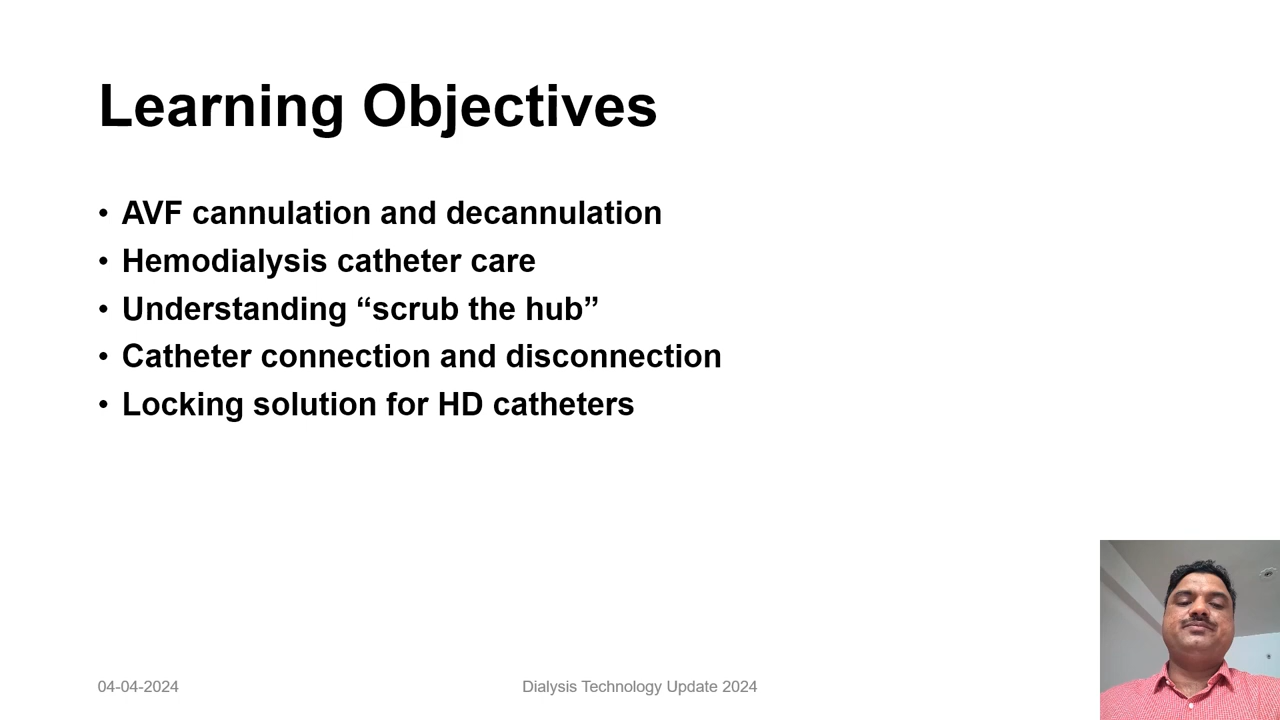 Learning Objectives
• AVF cannulation and decannulation
• Hemodialysis catheter care
• Understanding “scrub the hub”
• Catheter connection and disconnection
• Locking solution for HD catheters
04-04-2024
Dialysis Technology Update 2024